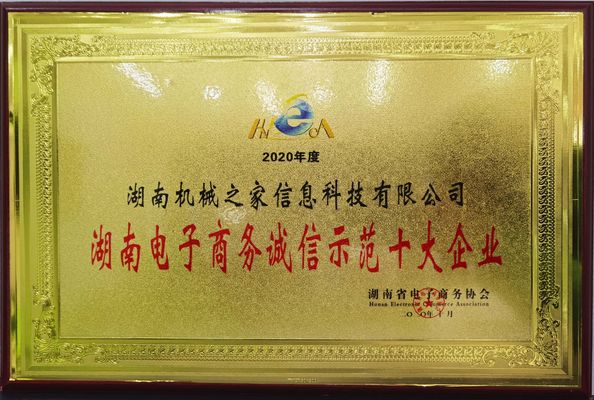 2020年度
湖南机械之家信息科技有限公司
湖南电子商务诚信示范十大企业
湖南省电子商务协会
Hunan Electronic Commerce Association